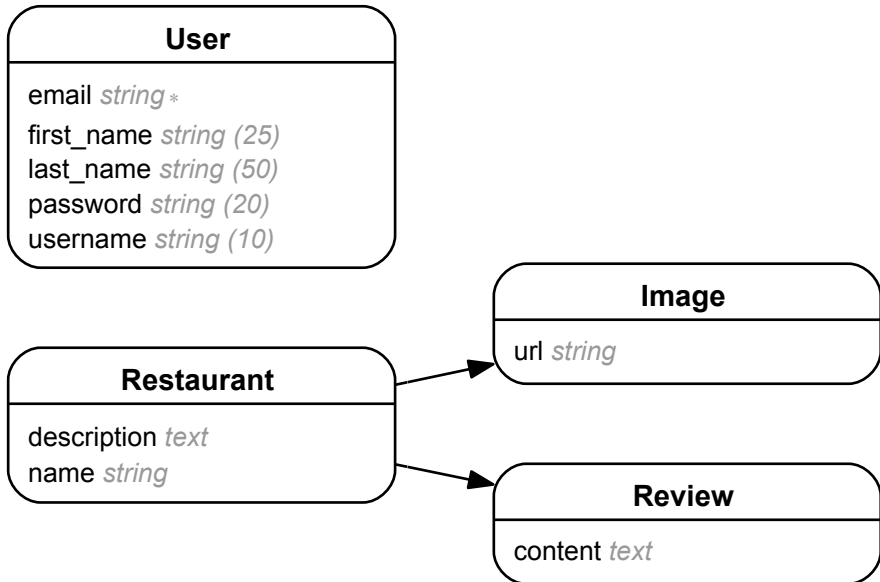 User
email string *
first_name string (25)
last_name string (50)
password string (20)
username string (10)
Image
url string
Restaurant
description text
name string
Review
content text